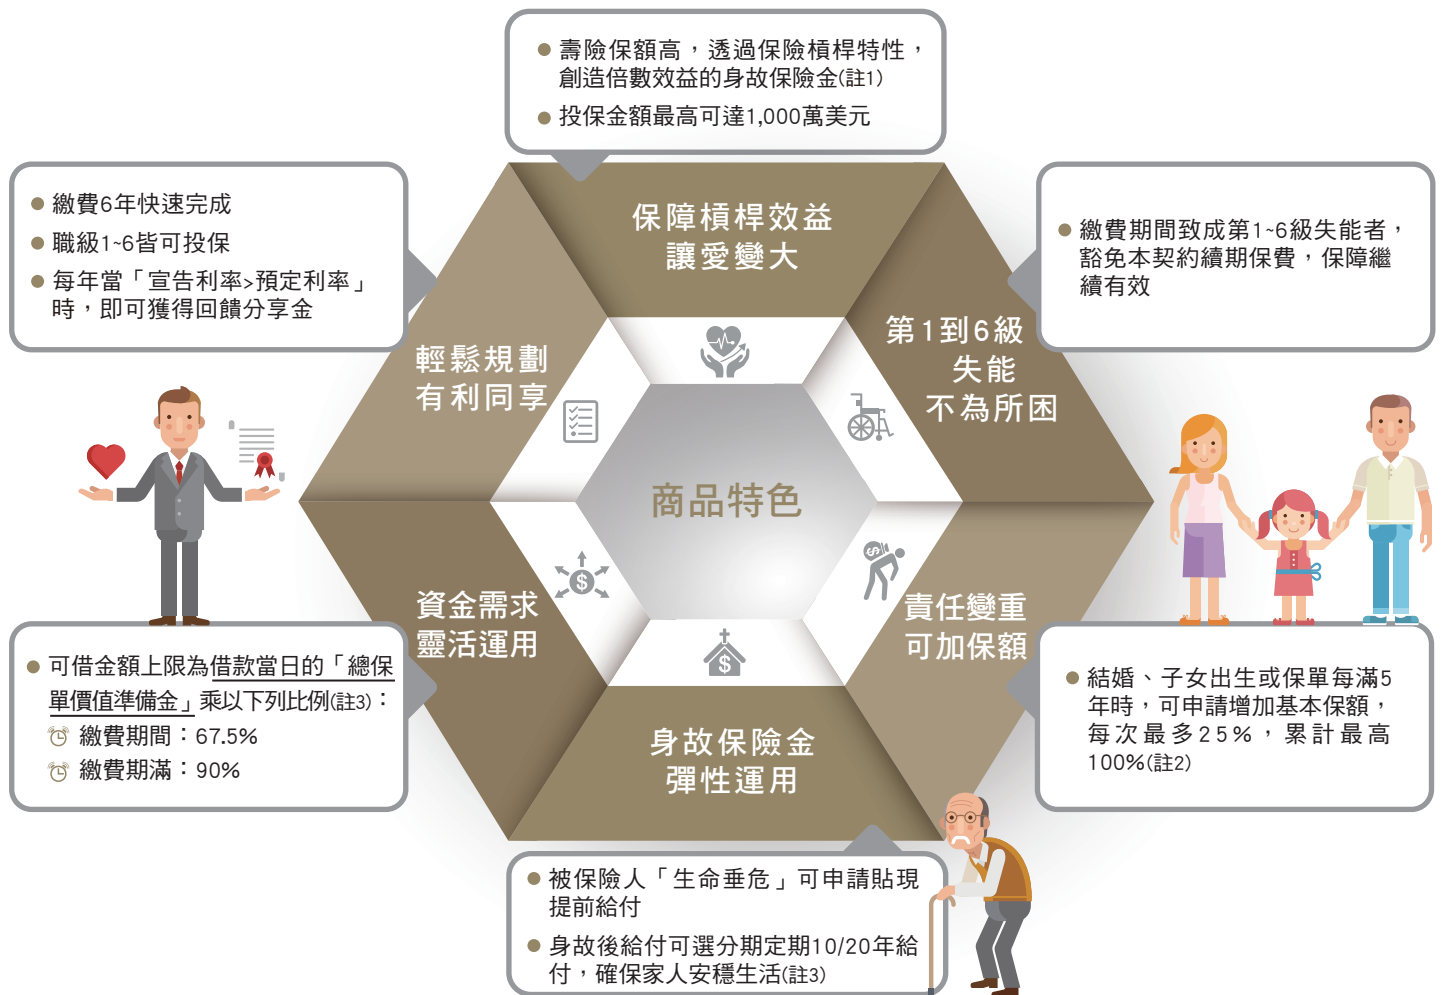 ● 壽險保額高，透過保險槓桿特性，
創造倍數效益的身故保險金(註1)
● 投保金額最高可達1,000萬美元
● 繳費6年快速完成
● 職級1~6皆可投保
● 每年當「宣告利率>預定利率」
時，即可獲得回饋分享金
保障槓桿效益
讓愛變大
● 繳費期間致成第1~6級失能者，
豁免本契約續期保費，保障繼
續有效
輕鬆規劃
有利同享
第1到6級
失能
不為所困
商品特色
資金需求
靈活運用
責任變重
可加保額
● 可借金額上限為借款當日的「總保
單價值準備金」乘以下列比例(註3)：
繳費期間：67.5%
繳費期滿：90%
身故保險金
彈性運用
● 結婚、子女出生或保單每滿5
年時，可申請增加基本保額，
每次最多25%，累計最高
100%(註2)
● 被保險人「生命垂危」可申請貼現
提前給付
● 身故後給付可選分期定期10/20年給
付，確保家人安穩生活(註3)